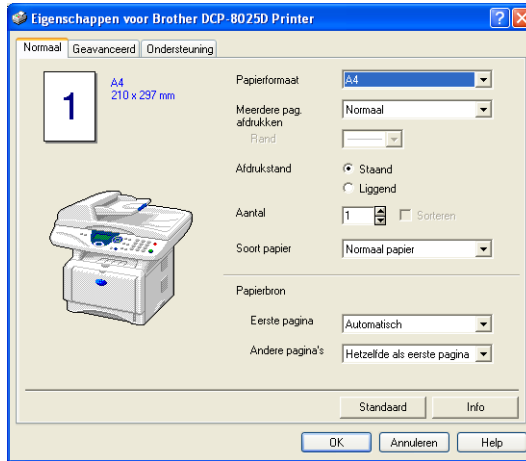 Eigenschappen voor Brother DCP-8025D Printer
Normaal Geavanceerd Ondersteuning
1
A4
210 x 297 mm
Papierformaat A4
Meerdere pag. afdrukken Normaal
Rand
Afdrukstand Staand
Liggend
Aantal 1 Sorteren
Soort papier Normaal papier
Papierbron
Eerste pagina Automatisch
Andere pagina's Hetzelfde als eerste pagina
Standaard Info
OK Annuleren Help